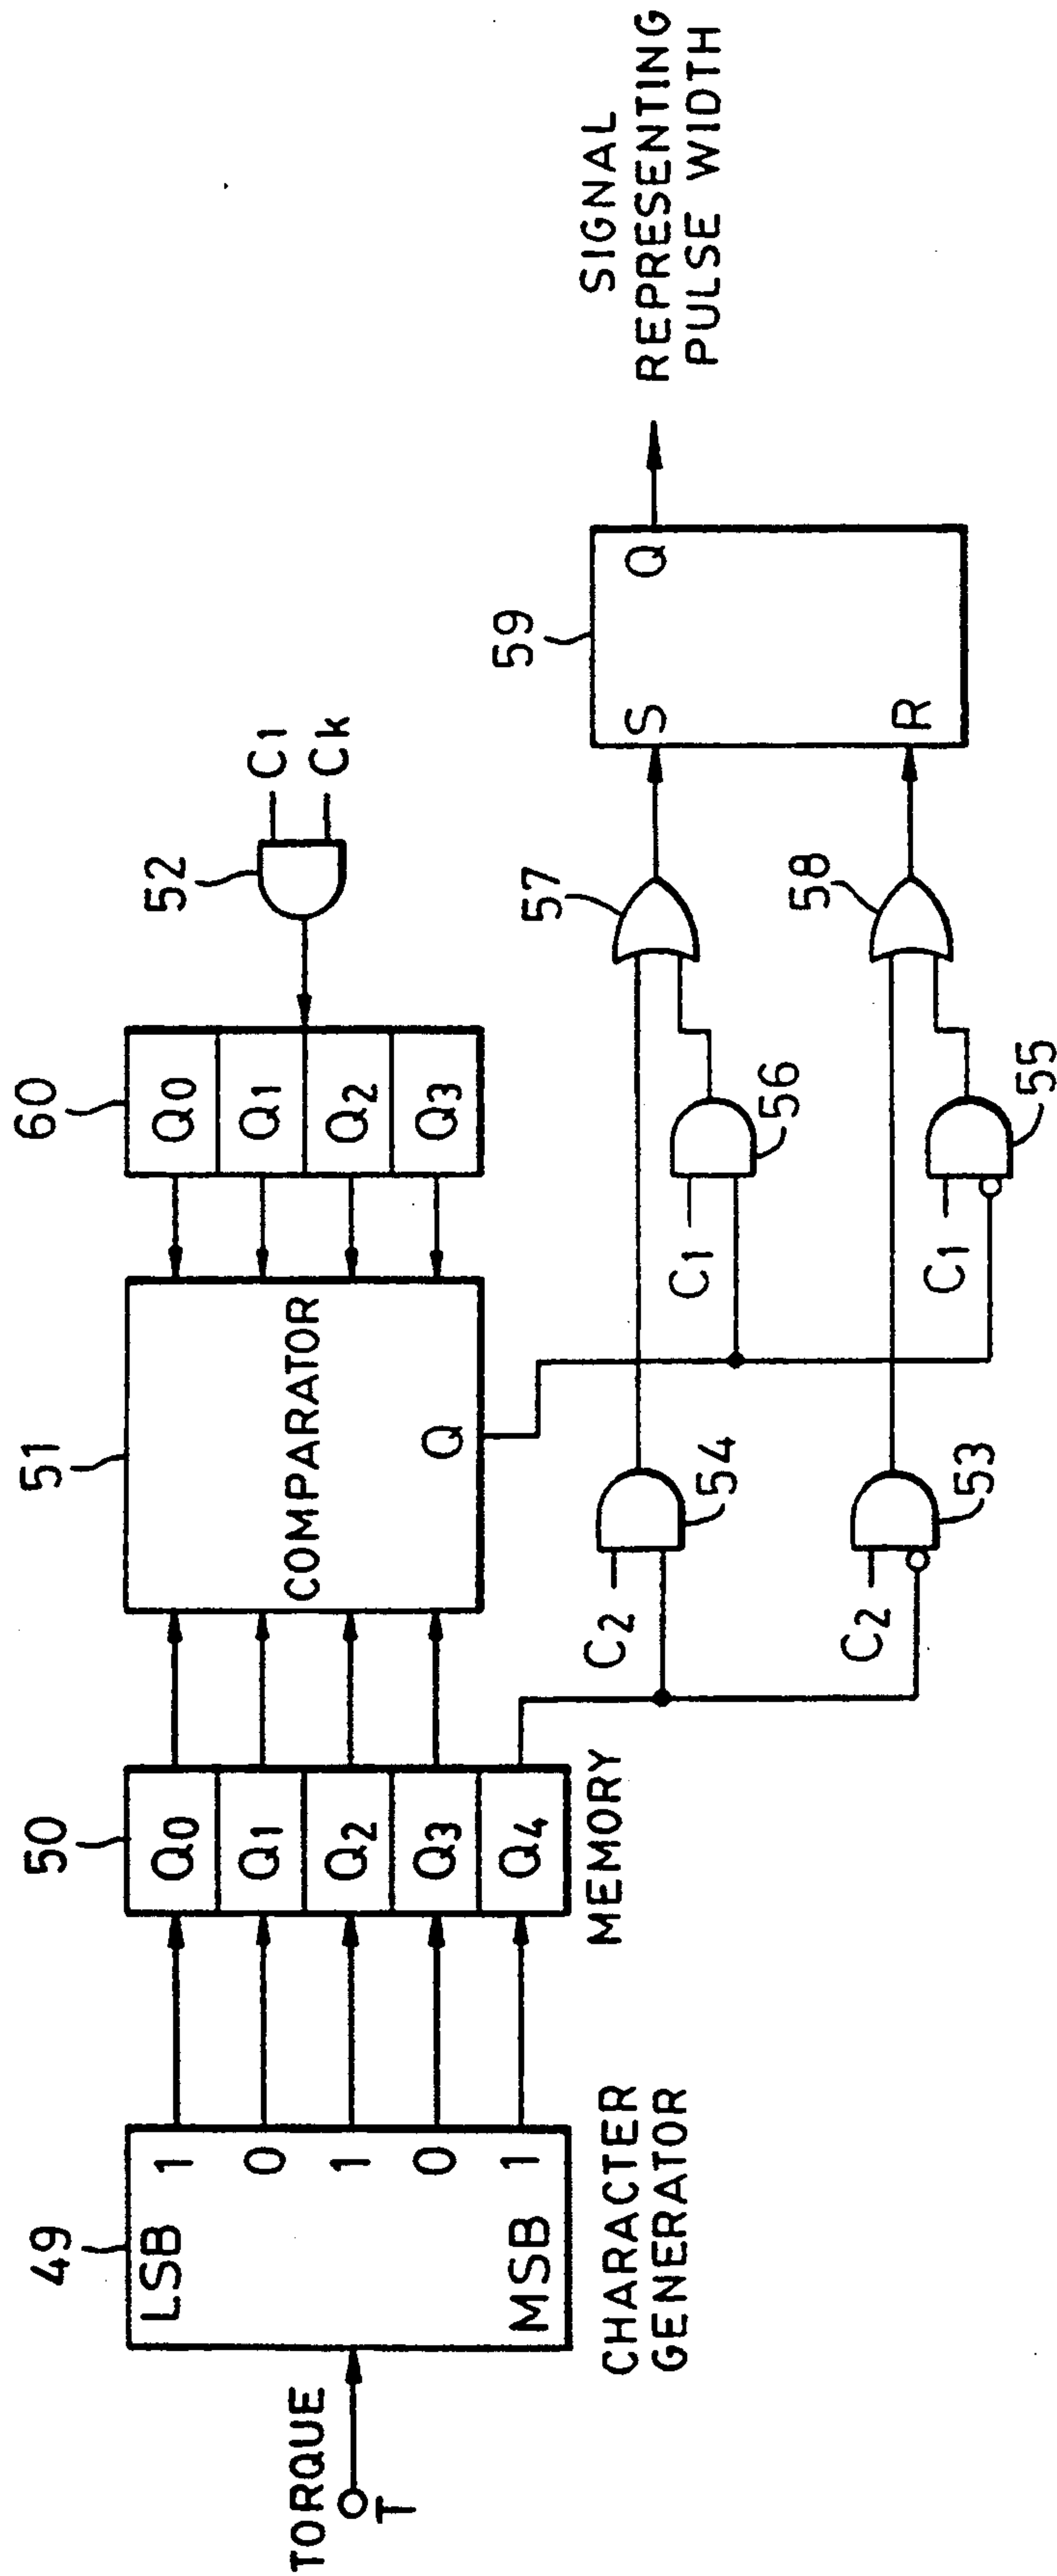 TORQUE
T
49
LSB
1
0
1
0
1
MSB
CHARACTER
GENERATOR
50
Q0
Q1
Q2
Q3
Q4
MEMORY
51
COMPARATOR
Q
60
Q0
Q1
Q2
Q3
52
C1
Ck
C2
54
C2
53
C1
56
C1
55
57
58
59
S
Q
R
SIGNAL
REPRESENTING
PULSE WIDTH